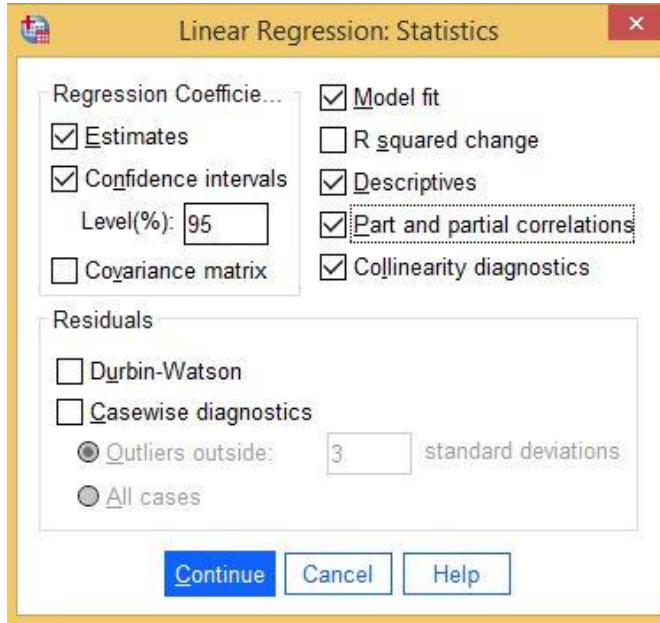 Linear Regression: Statistics
Regression Coefficie...
Estimates
Confidence intervals
Level(%): 95
Covariance matrix
Model fit
R squared change
Descriptives
Part and partial correlations
Collinearity diagnostics
Residuals
Durbin-Watson
Casewise diagnostics
Outliers outside: 3 standard deviations
All cases
Continue Cancel Help